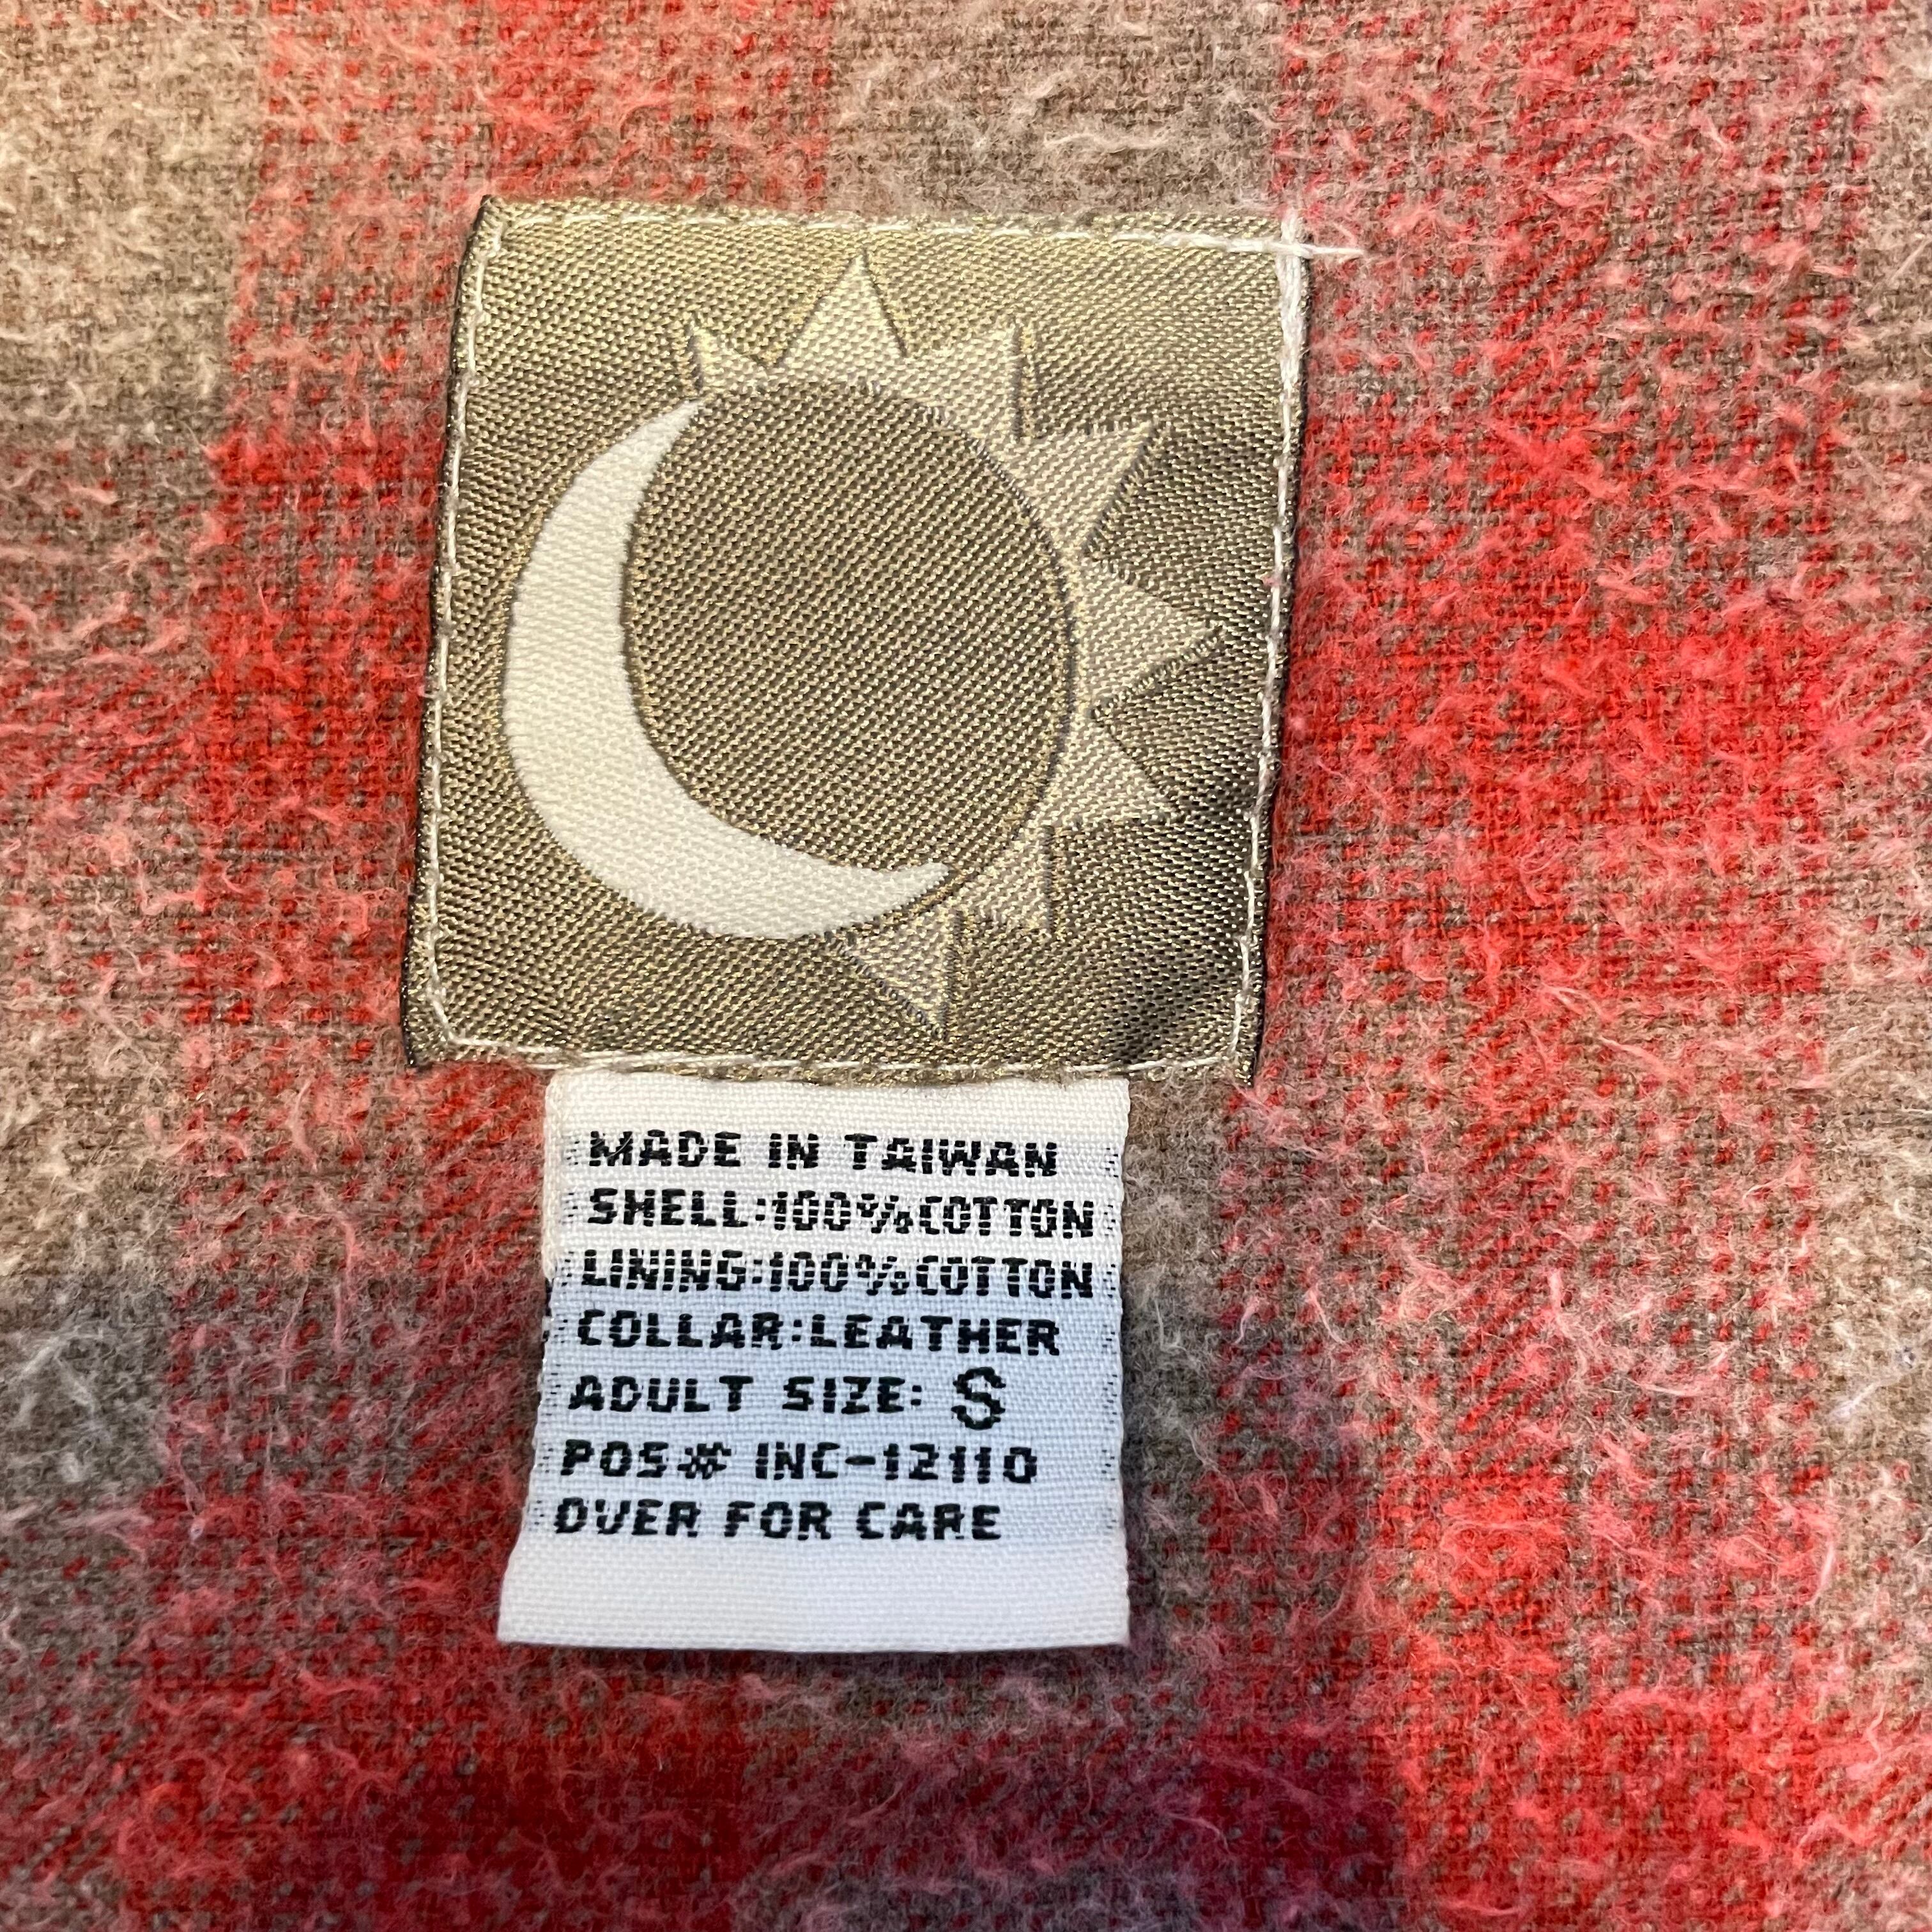 MADE IN TAIWAN
SHELL:100%COTTON
LINING:100%COTTON
COLLAR:LEATHER
ADULT SIZE: S
POS# INC-12110
OVER FOR CARE